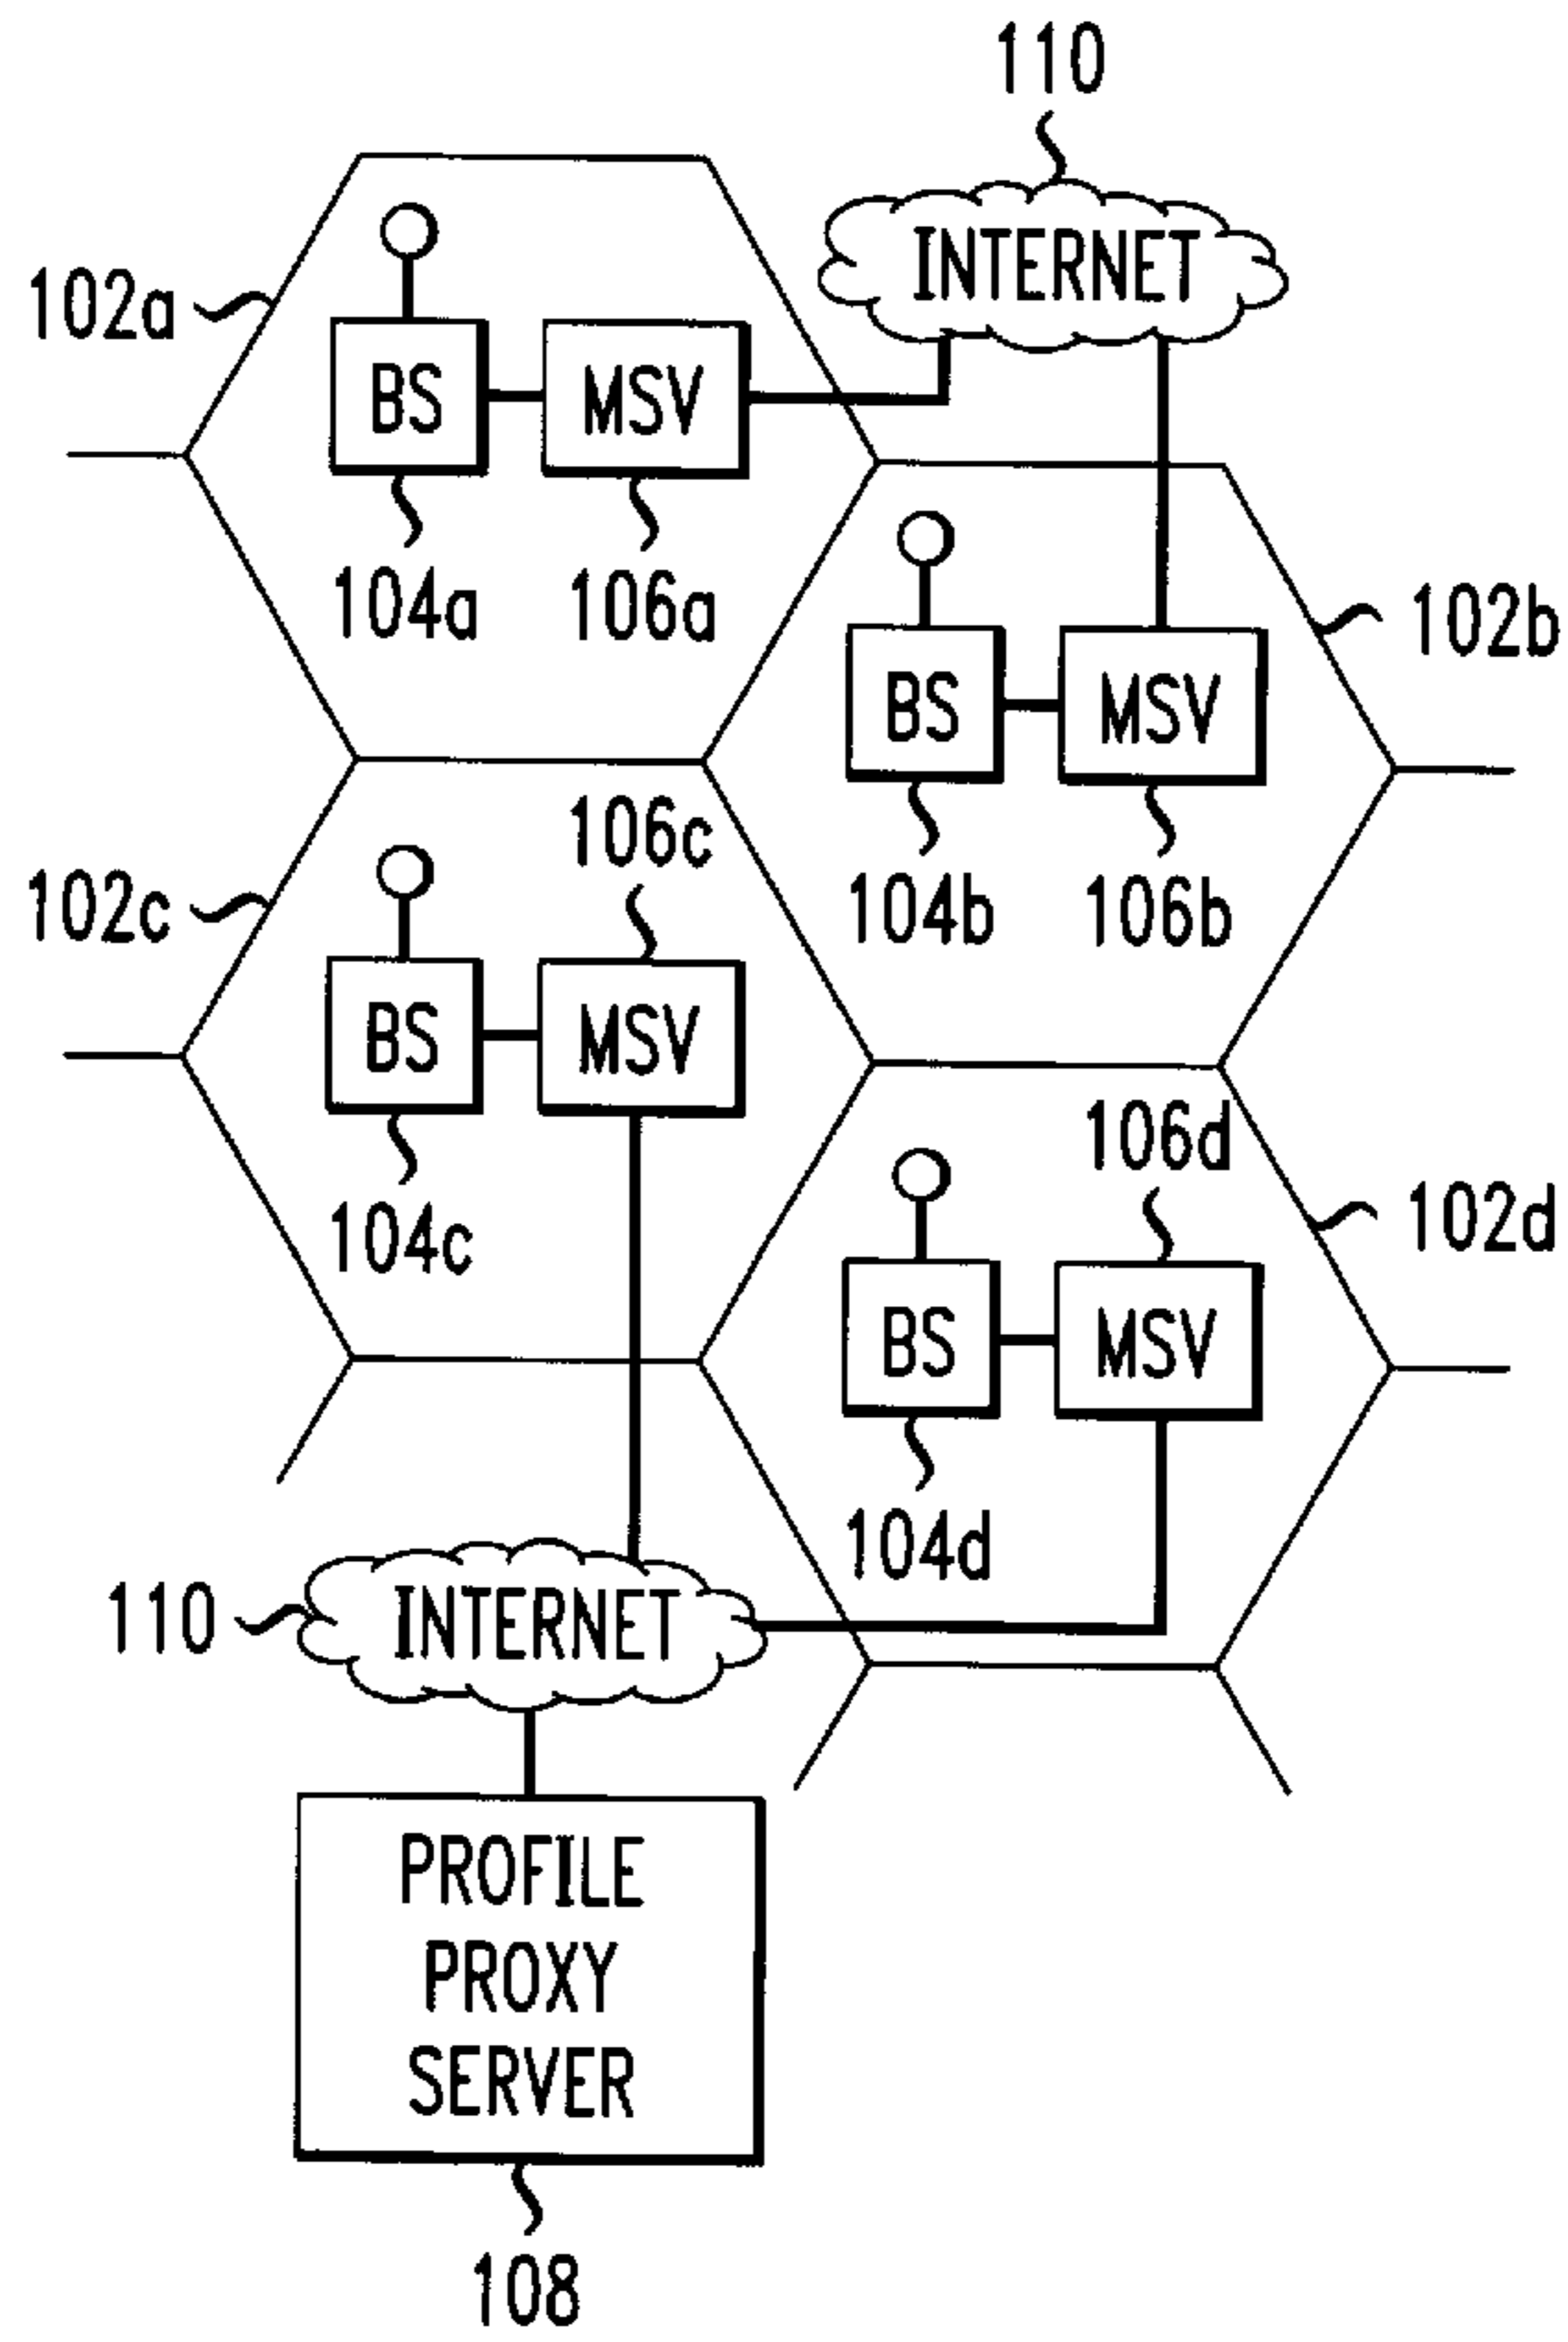 110
INTERNET
102a
BS
MSV
104a
106a
102b
BS
MSV
104b
106b
106c
102c
BS
MSV
104c
106d
102d
BS
MSV
104d
110
INTERNET
PROFILE
PROXY
SERVER
108